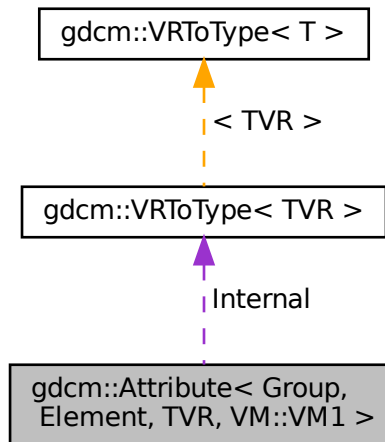 gdcm::VRToType< T >
< TVR >
gdcm::VRToType< TVR >
Internal
gdcm::Attribute< Group,
Element, TVR, VM::VM1 >